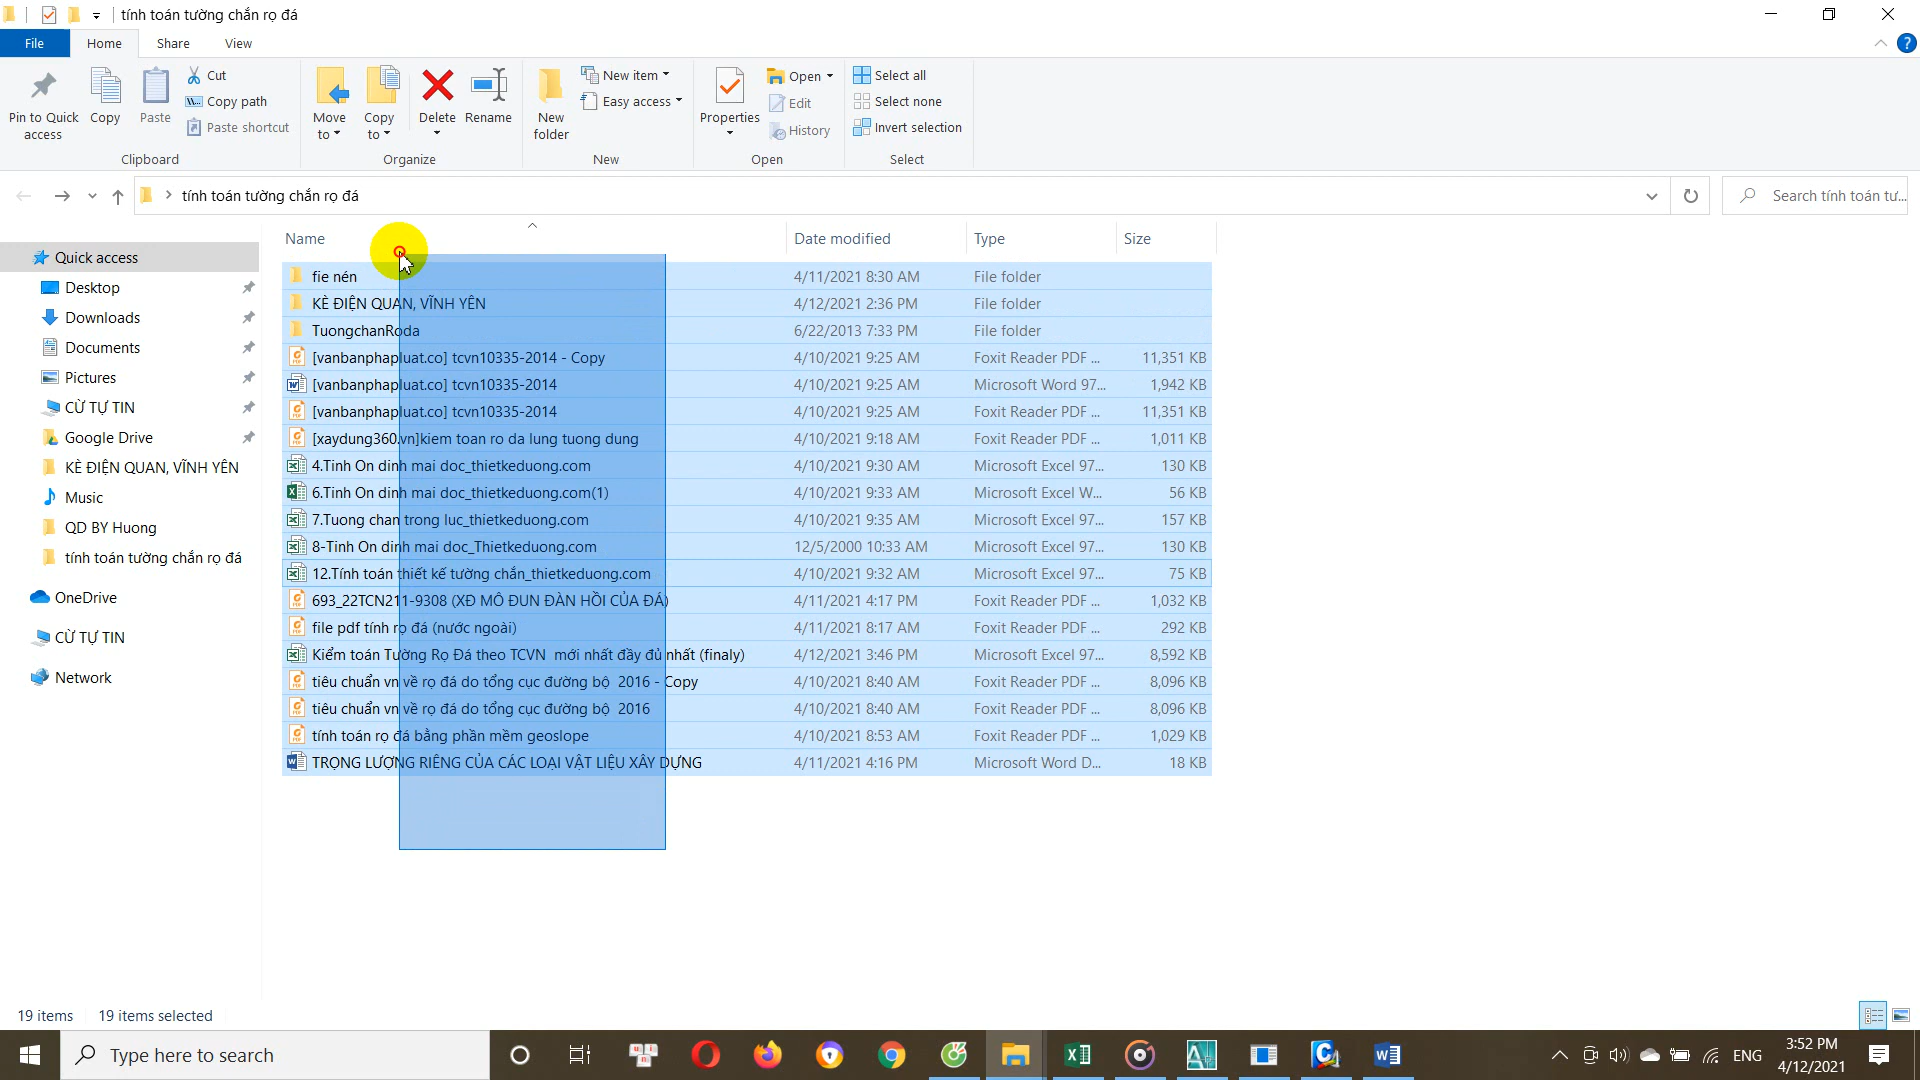 tính toán tường chắn rọ đá
File Home Share View
Pin to Quick access
Copy
Paste
Cut
Copy path
Paste shortcut
Clipboard
Move to
Copy to
Delete
Rename
Organize
New folder
New item
Easy access
New
Properties
Open
Edit
History
Open
Select all
Select none
Invert selection
Select
tính toán tường chắn rọ đá
Search tính toán tư...
Name Date modified Type Size
Quick access
Desktop
Downloads
Documents
Pictures
CỪ TỰ TIN
Google Drive
KÈ ĐIỆN QUAN, VĨNH YÊN
Music
QD BY Huong
tính toán tường chắn rọ đá
OneDrive
CỪ TỰ TIN
Network
fie nén 4/11/2021 8:30 AM File folder
KÈ ĐIỆN QUAN, VĨNH YÊN 4/12/2021 2:36 PM File folder
TuongchanRoda 6/22/2013 7:33 PM File folder
[vanbanphapluat.co] tcvn10335-2014 - Copy 4/10/2021 9:25 AM Foxit Reader PDF ... 11,351 KB
[vanbanphapluat.co] tcvn10335-2014 4/10/2021 9:25 AM Microsoft Word 97... 1,942 KB
[vanbanphapluat.co] tcvn10335-2014 4/10/2021 9:25 AM Foxit Reader PDF ... 11,351 KB
[xaydung360.vn]kiem toan ro da lung tuong dung 4/10/2021 9:18 AM Foxit Reader PDF ... 1,011 KB
4.Tinh On dinh mai doc_thietkeduong.com 4/10/2021 9:30 AM Microsoft Excel 97... 130 KB
6.Tinh On dinh mai doc_thietkeduong.com(1) 4/10/2021 9:33 AM Microsoft Excel W... 56 KB
7.Tuong chan trong luc_thietkeduong.com 4/10/2021 9:35 AM Microsoft Excel 97... 157 KB
8-Tinh On dinh mai doc_Thietkeduong.com 12/5/2000 10:33 AM Microsoft Excel 97... 130 KB
12.Tính toán thiết kế tường chắn_thietkeduong.com 4/10/2021 9:32 AM Microsoft Excel 97... 75 KB
693_22TCN211-9308 (XĐ MÔ ĐUN ĐÀN HỒI CỦA ĐÁ) 4/11/2021 4:17 PM Foxit Reader PDF ... 1,032 KB
file pdf tính rọ đá (nước ngoài) 4/11/2021 8:17 AM Foxit Reader PDF ... 292 KB
Kiểm toán Tường Rọ Đá theo TCVN mới nhất đầy đủ nhất (finaly) 4/12/2021 3:46 PM Microsoft Excel 97... 8,592 KB
tiêu chuẩn vn về rọ đá do tổng cục đường bộ 2016 - Copy 4/10/2021 8:40 AM Foxit Reader PDF ... 8,096 KB
tiêu chuẩn vn về rọ đá do tổng cục đường bộ 2016 4/10/2021 8:40 AM Foxit Reader PDF ... 8,096 KB
tính toán rọ đá bằng phần mềm geoslope 4/10/2021 8:53 AM Foxit Reader PDF ... 1,029 KB
TRỌNG LƯỢNG RIÊNG CỦA CÁC LOẠI VẬT LIỆU XÂY DỰNG 4/11/2021 4:16 PM Microsoft Word D... 18 KB
19 items 19 items selected
Type here to search
ENG
3:52 PM
4/12/2021